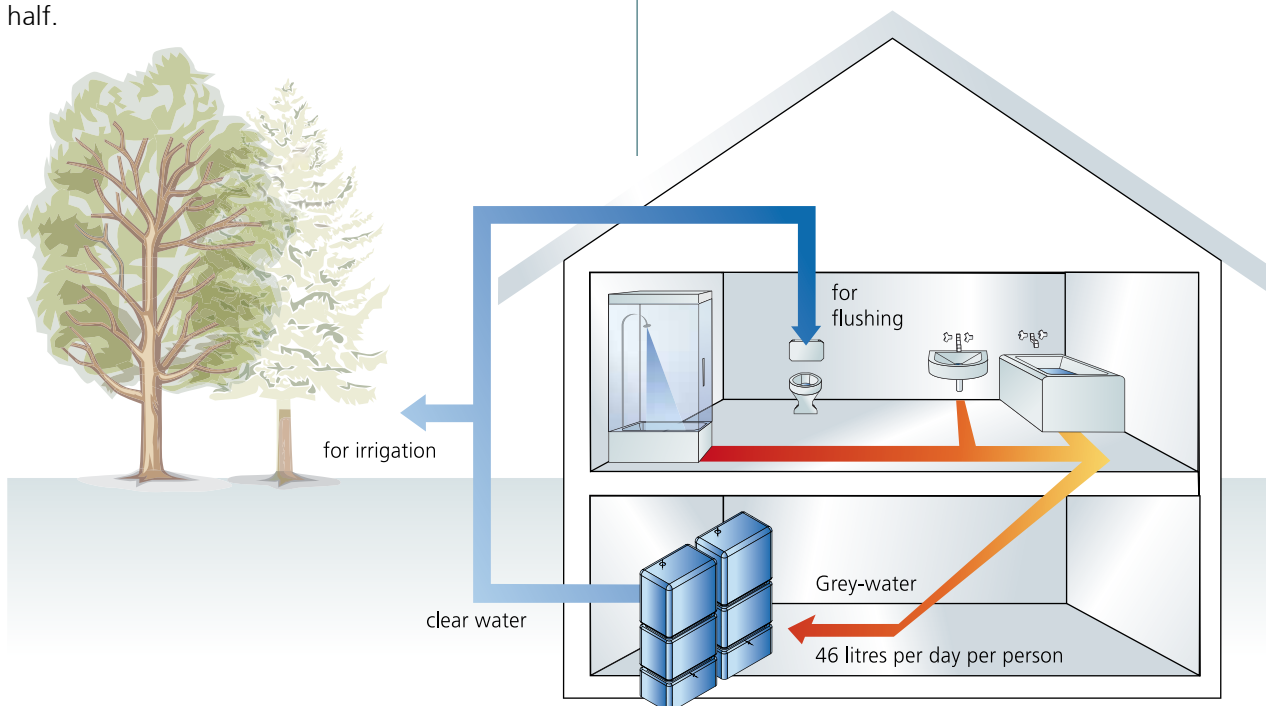 half.
for
flushing
for irrigation
Grey-water
clear water
46 litres per day per person